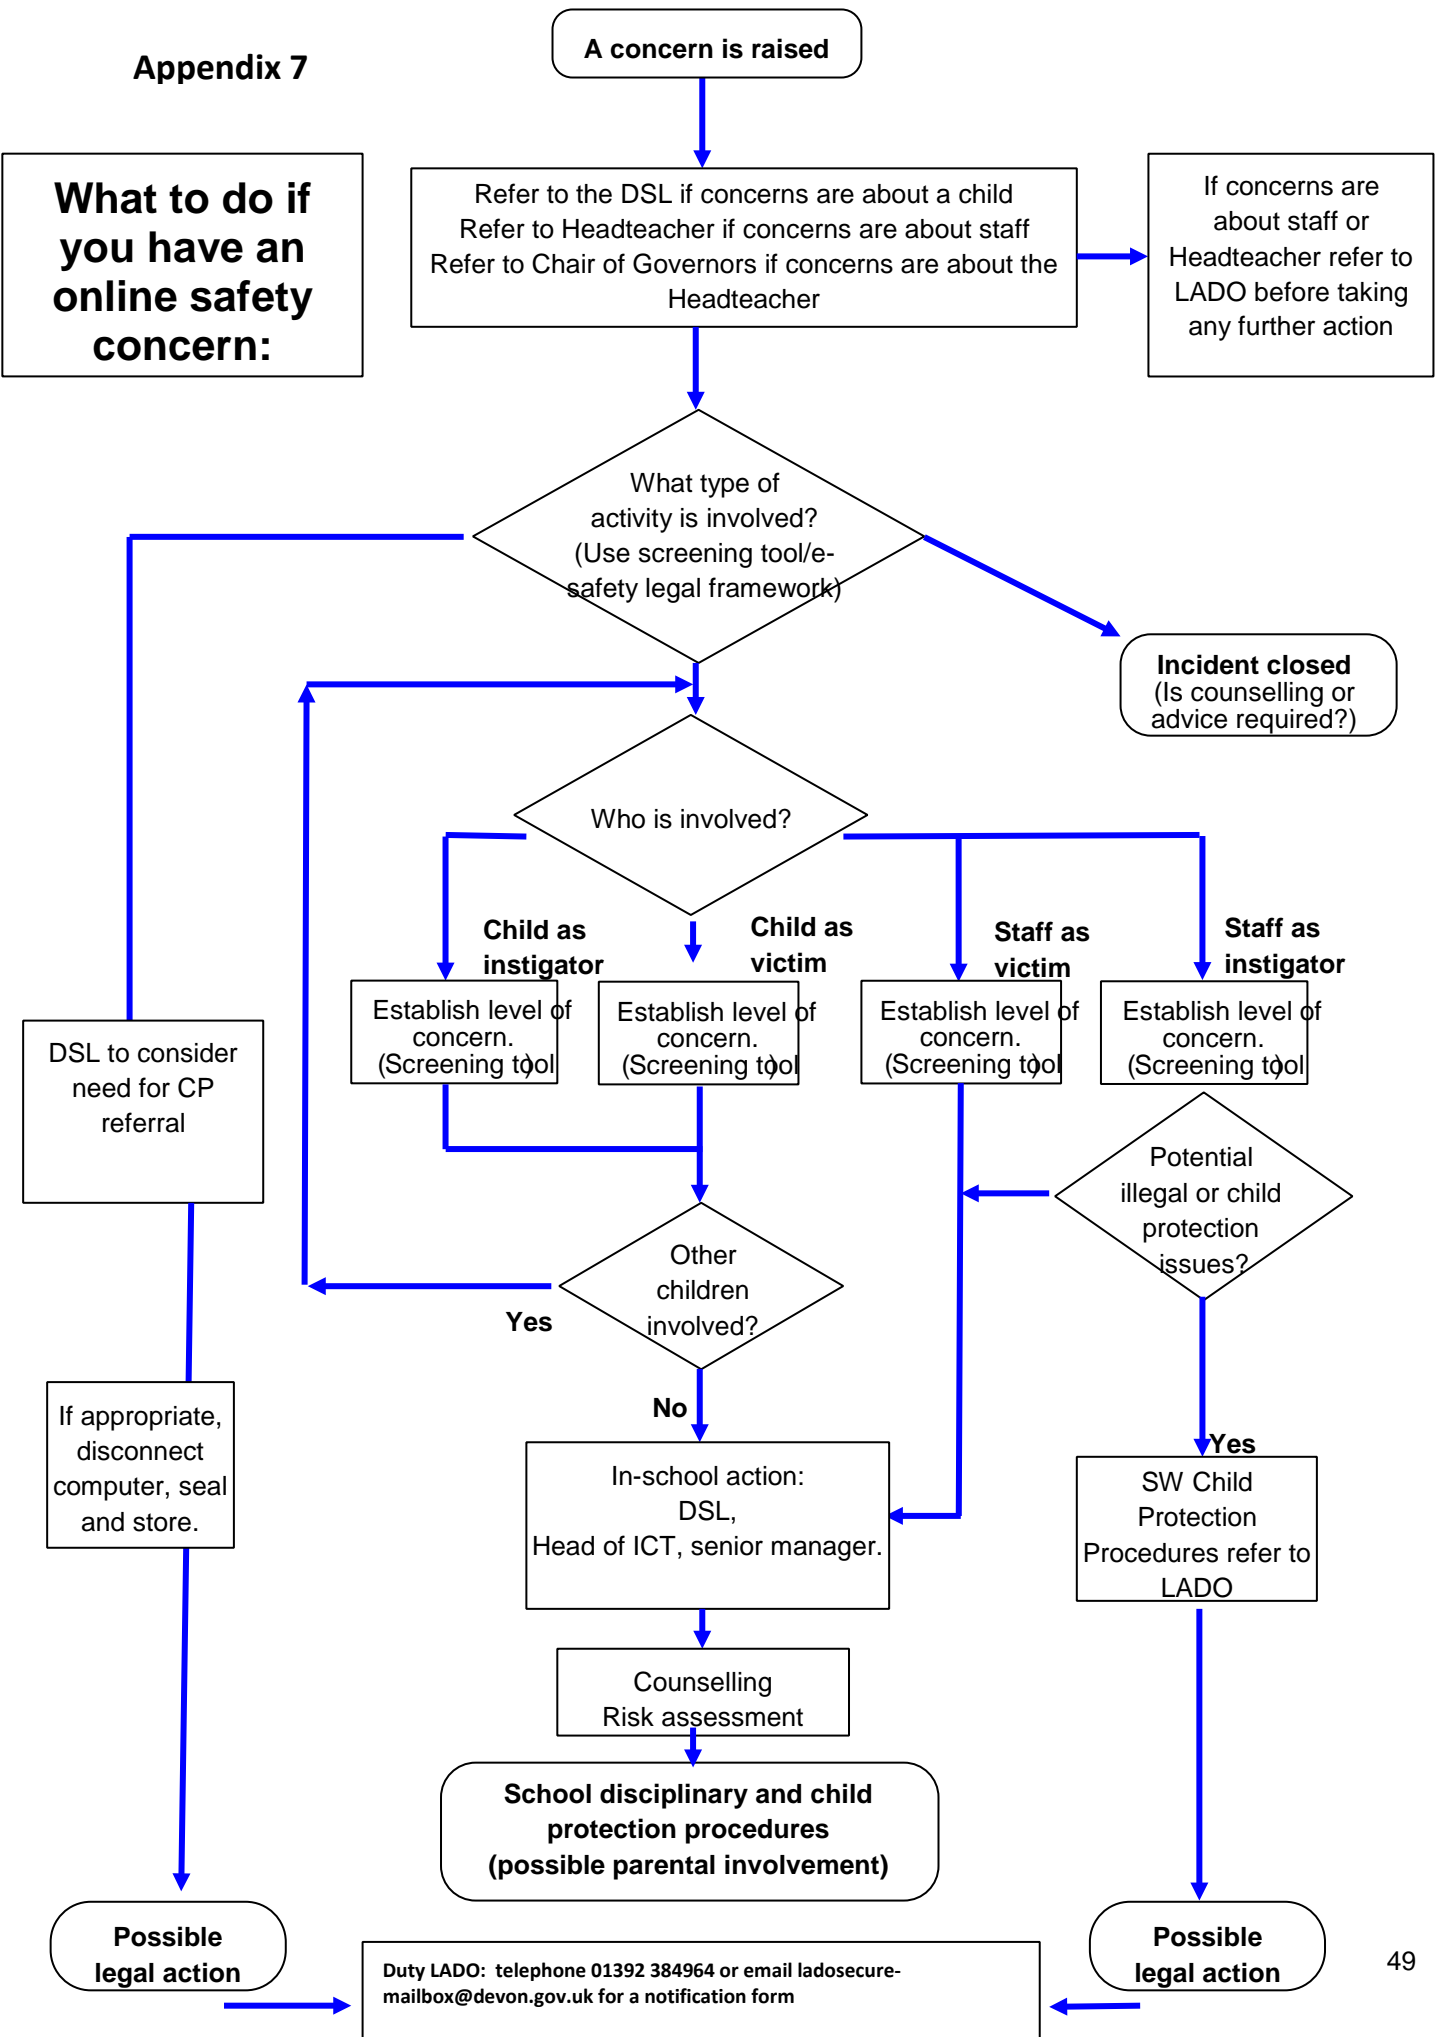 Appendix 7
A concern is raised
What to do if
you have an
online safety
concern:
Refer to the DSL if concerns are about a child
Refer to Headteacher if concerns are about staff
Refer to Chair of Governors if concerns are about the
Headteacher
If concerns are
about staff or
Headteacher refer to
LADO before taking
any further action
What type of
activity is involved?
(Use screening tool/e-
safety legal framework)
Incident closed
(Is counselling or
advice required?)
Who is involved?
Child as
instigator
Child as
victim
Staff as
victim
Staff as
instigator
Establish level of
concern.
(Screening tool)
Establish level of
concern.
(Screening tool)
Establish level of
concern.
(Screening tool)
Establish level of
concern.
(Screening tool)
DSL to consider
need for CP
referral
Potential
illegal or child
protection
issues?
Other
children
involved?
Yes
No
If appropriate,
disconnect
computer, seal
and store.
In-school action:
DSL,
Head of ICT, senior manager.
Yes
SW Child
Protection
Procedures refer to
LADO
Counselling
Risk assessment
School disciplinary and child
protection procedures
(possible parental involvement)
Possible
legal action
Possible
legal action
Duty LADO: telephone 01392 384964 or email ladosecure-
mailbox@devon.gov.uk for a notification form
49